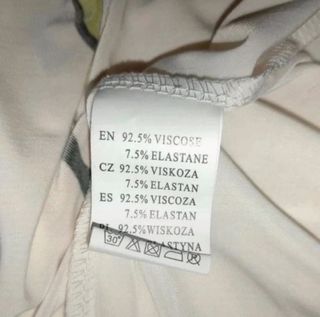 EN 92.5% VISCOSE
7.5% ELASTANE
CZ 92.5% VISKOZA
7.5% ELASTAN
ES 92.5% VISCOZA
7.5% ELASTAN
92.5% WISKOZA
ELASTYNA
30°